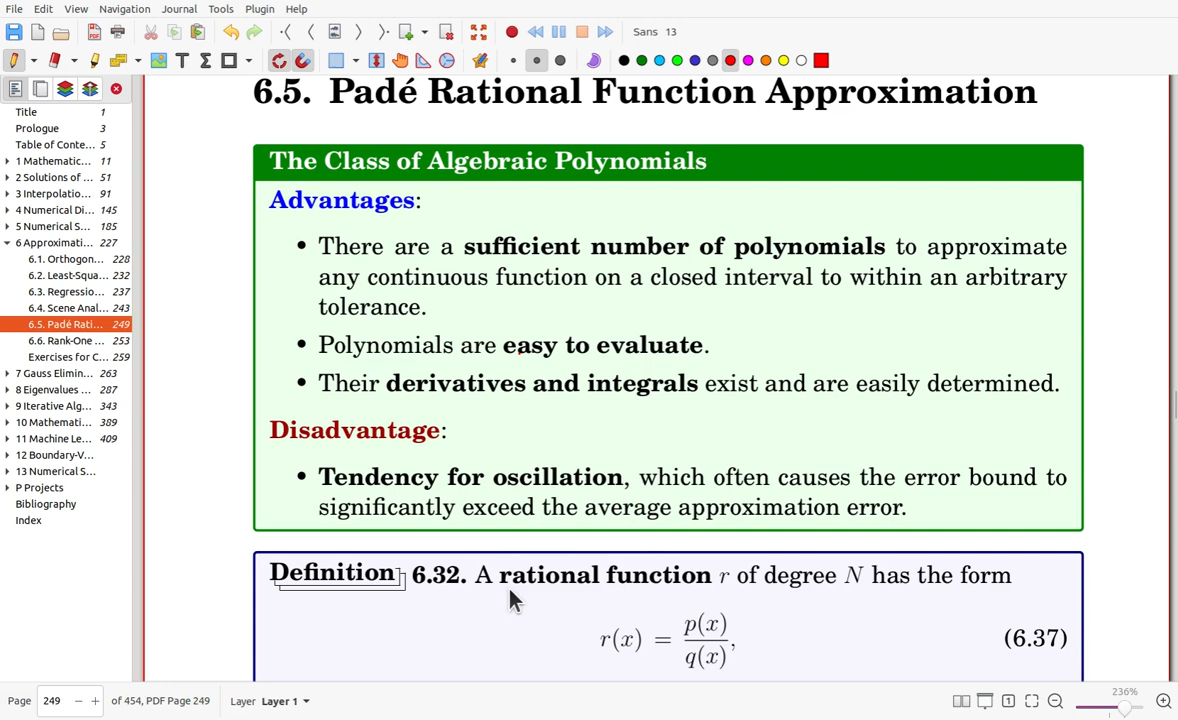 File Edit View Navigation Journal Tools Plugin Help
Sans 13
Title 1
Prologue 3
Table of Conte... 5
1 Mathematic... 11
2 Solutions of ... 51
3 Interpolatio... 91
4 Numerical Di... 145
5 Numerical S... 185
6 Approximati... 227
6.1. Orthogon... 228
6.2. Least-Squa... 232
6.3. Regressio... 237
6.4. Scene Anal... 243
6.5. Padé Rati... 249
6.6. Rank-One ... 253
Exercises for C... 259
7 Gauss Elimin... 263
8 Eigenvalues ... 287
9 Iterative Alg... 343
10 Mathemati... 389
11 Machine Le... 409
12 Boundary-V...
13 Numerical S...
P Projects
Bibliography
Index
6.5. Padé Rational Function Approximation
The Class of Algebraic Polynomials
Advantages:
• There are a sufficient number of polynomials to approximate
any continuous function on a closed interval to within an arbitrary
tolerance.
• Polynomials are easy to evaluate.
• Their derivatives and integrals exist and are easily determined.
Disadvantage:
• Tendency for oscillation, which often causes the error bound to
significantly exceed the average approximation error.
Definition 6.32. A rational function r of degree N has the form
r(x) = p(x)/q(x), (6.37)
Page 249 of 454, PDF Page 249 Layer Layer 1 236%